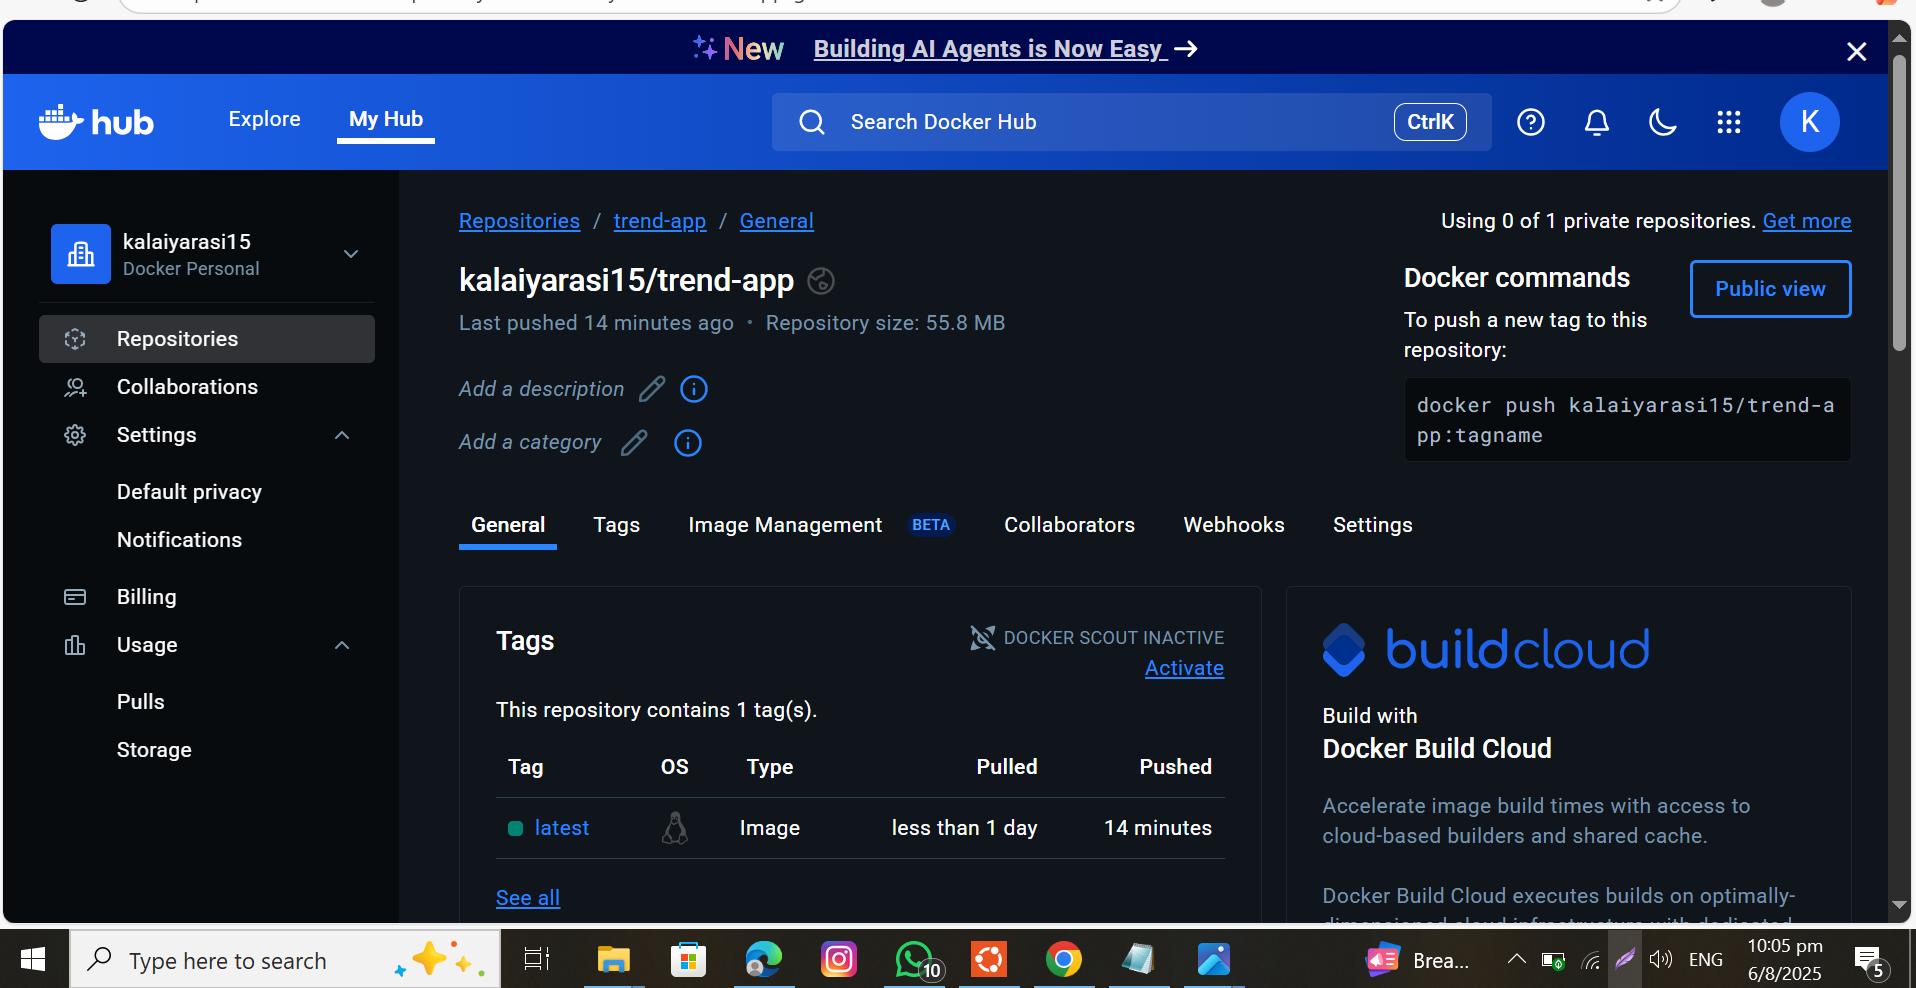 New Building AI Agents is Now Easy →
hub Explore My Hub Search Docker Hub CtrlK K
kalaiyarasi15
Docker Personal
Repositories
Collaborations
Settings
Default privacy
Notifications
Billing
Usage
Pulls
Storage
Repositories / trend-app / General
Using 0 of 1 private repositories. Get more
kalaiyarasi15/trend-app
Last pushed 14 minutes ago • Repository size: 55.8 MB
Add a description
Add a category
Docker commands
Public view
To push a new tag to this
repository:
docker push kalaiyarasi15/trend-a
pp:tagname
General Tags Image Management BETA Collaborators Webhooks Settings
Tags
DOCKER SCOUT INACTIVE
Activate
This repository contains 1 tag(s).
Tag OS Type Pulled Pushed
latest Image less than 1 day 14 minutes
See all
buildcloud
Build with
Docker Build Cloud
Accelerate image build times with access to
cloud-based builders and shared cache.
Docker Build Cloud executes builds on optimally-
Type here to search
10
Brea...
ENG
10:05 pm
6/8/2025
5